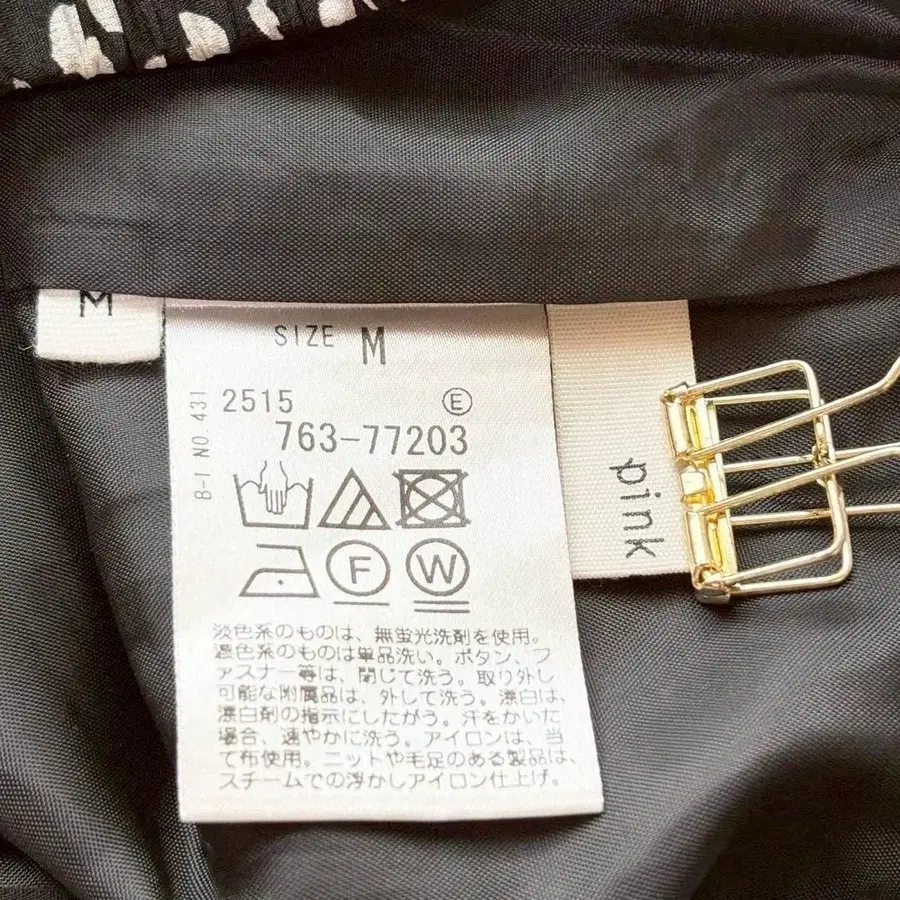 M
SIZE M
B-1 NO 431
2515 Ⓔ
763-77203
F W
淡色系のものは、無蛍光洗剤を使用。
濃色系のものは単品洗い。ボタン、フ
ァスナー等は、閉じて洗う。取り外し
可能な附属品は、外して洗う。漂白は、
漂白剤の指示にしたがう。汗をかいた
場合、速やかに洗う。アイロンは、当
て布使用。ニットや毛足のある製品は、
スチームでの浮かしアイロン仕上げ。
pink